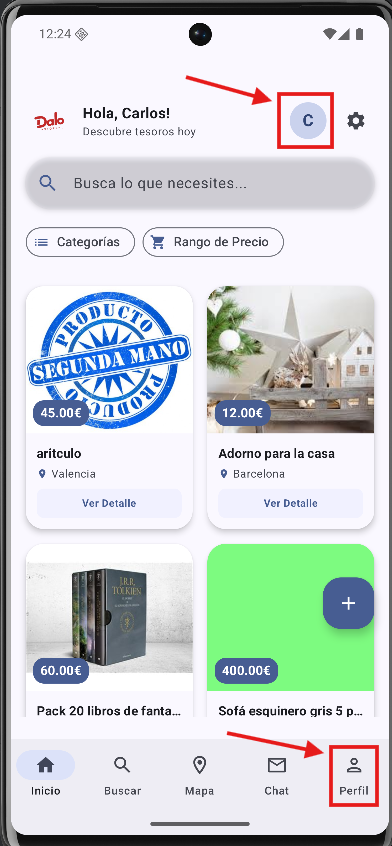 12:24
Dalo
Hola, Carlos!
Descubre tesoros hoy
C
Busca lo que necesites...
Categorías
Rango de Precio
PRODUCTO
SEGUNDA MANO
PRODUCTO
45.00€
12.00€
aritculo
Adorno para la casa
Valencia
Barcelona
Ver Detalle
Ver Detalle
J.R.R.
TOLKIEN
60.00€
+
400.00€
Pack 20 libros de fanta...
Sofá esquinero gris 5 p...
Inicio
Buscar
Mapa
Chat
Perfil